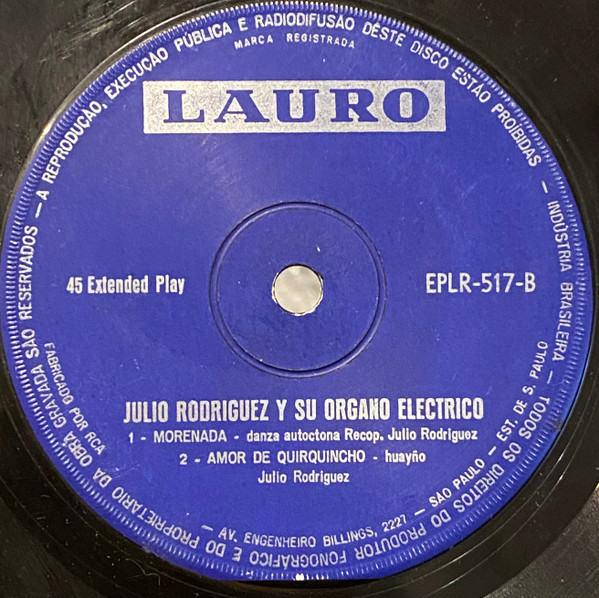 TODOS OS DIREITOS DO PRODUTOR FONOGRÁFICO E DO PROPRIETÁRIO DA OBRA GRAVADA SÃO RESERVADOS — A REPRODUÇÃO, EXECUÇÃO PÚBLICA E RADIODIFUSÃO DÊSTE DISCO ESTÃO PROIBIDAS — INDÚSTRIA BRASILEIRA —
MARCA REGISTRADA
LAURO
45 Extended Play
EPLR-517-B
FABRICADO POR RCA
JULIO RODRIGUEZ Y SU ORGANO ELECTRICO
1 - MORENADA - danza autoctona Recop. Julio Rodriguez
2 - AMOR DE QUIRQUINCHO - huayño
Julio Rodriguez
— AV. ENGENHEIRO BILLINGS, 2227 — SÃO PAULO — EST. DE S. PAULO